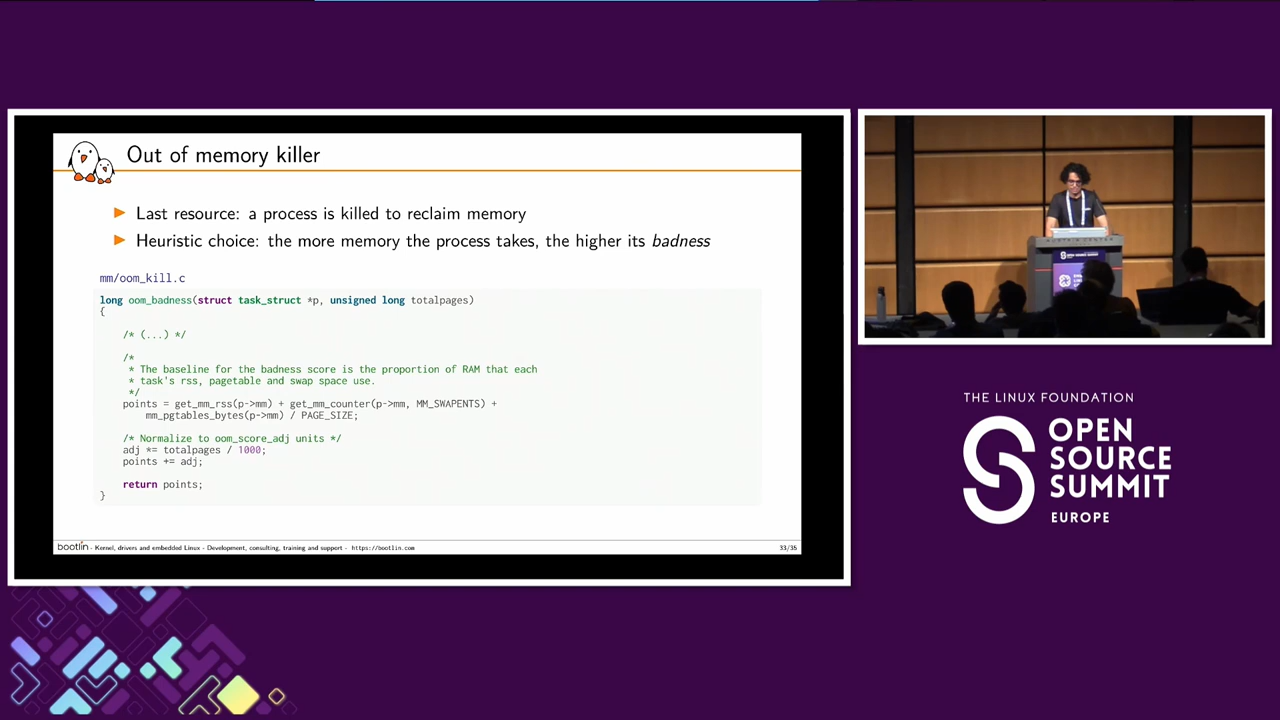 Out of memory killer
Last resource: a process is killed to reclaim memory
Heuristic choice: the more memory the process takes, the higher its badness
mm/oom_kill.c
long oom_badness(struct task_struct *p, unsigned long totalpages)
{
/* (...) */
/*
* The baseline for the badness score is the proportion of RAM that each
* task's rss, pagetable and swap space use.
*/
points = get_mm_rss(p->mm) + get_mm_counter(p->mm, MM_SWAPENTS) +
mm_pgtables_bytes(p->mm) / PAGE_SIZE;
/* Normalize to oom_score_adj units */
adj *= totalpages / 1000;
points += adj;
return points;
}
bootlin - Kernel, drivers and embedded Linux - Development, consulting, training and support - https://bootlin.com
33/35
OPEN SOURCE SUMMIT
THE LINUX FOUNDATION
OPEN
SOURCE
SUMMIT
EUROPE